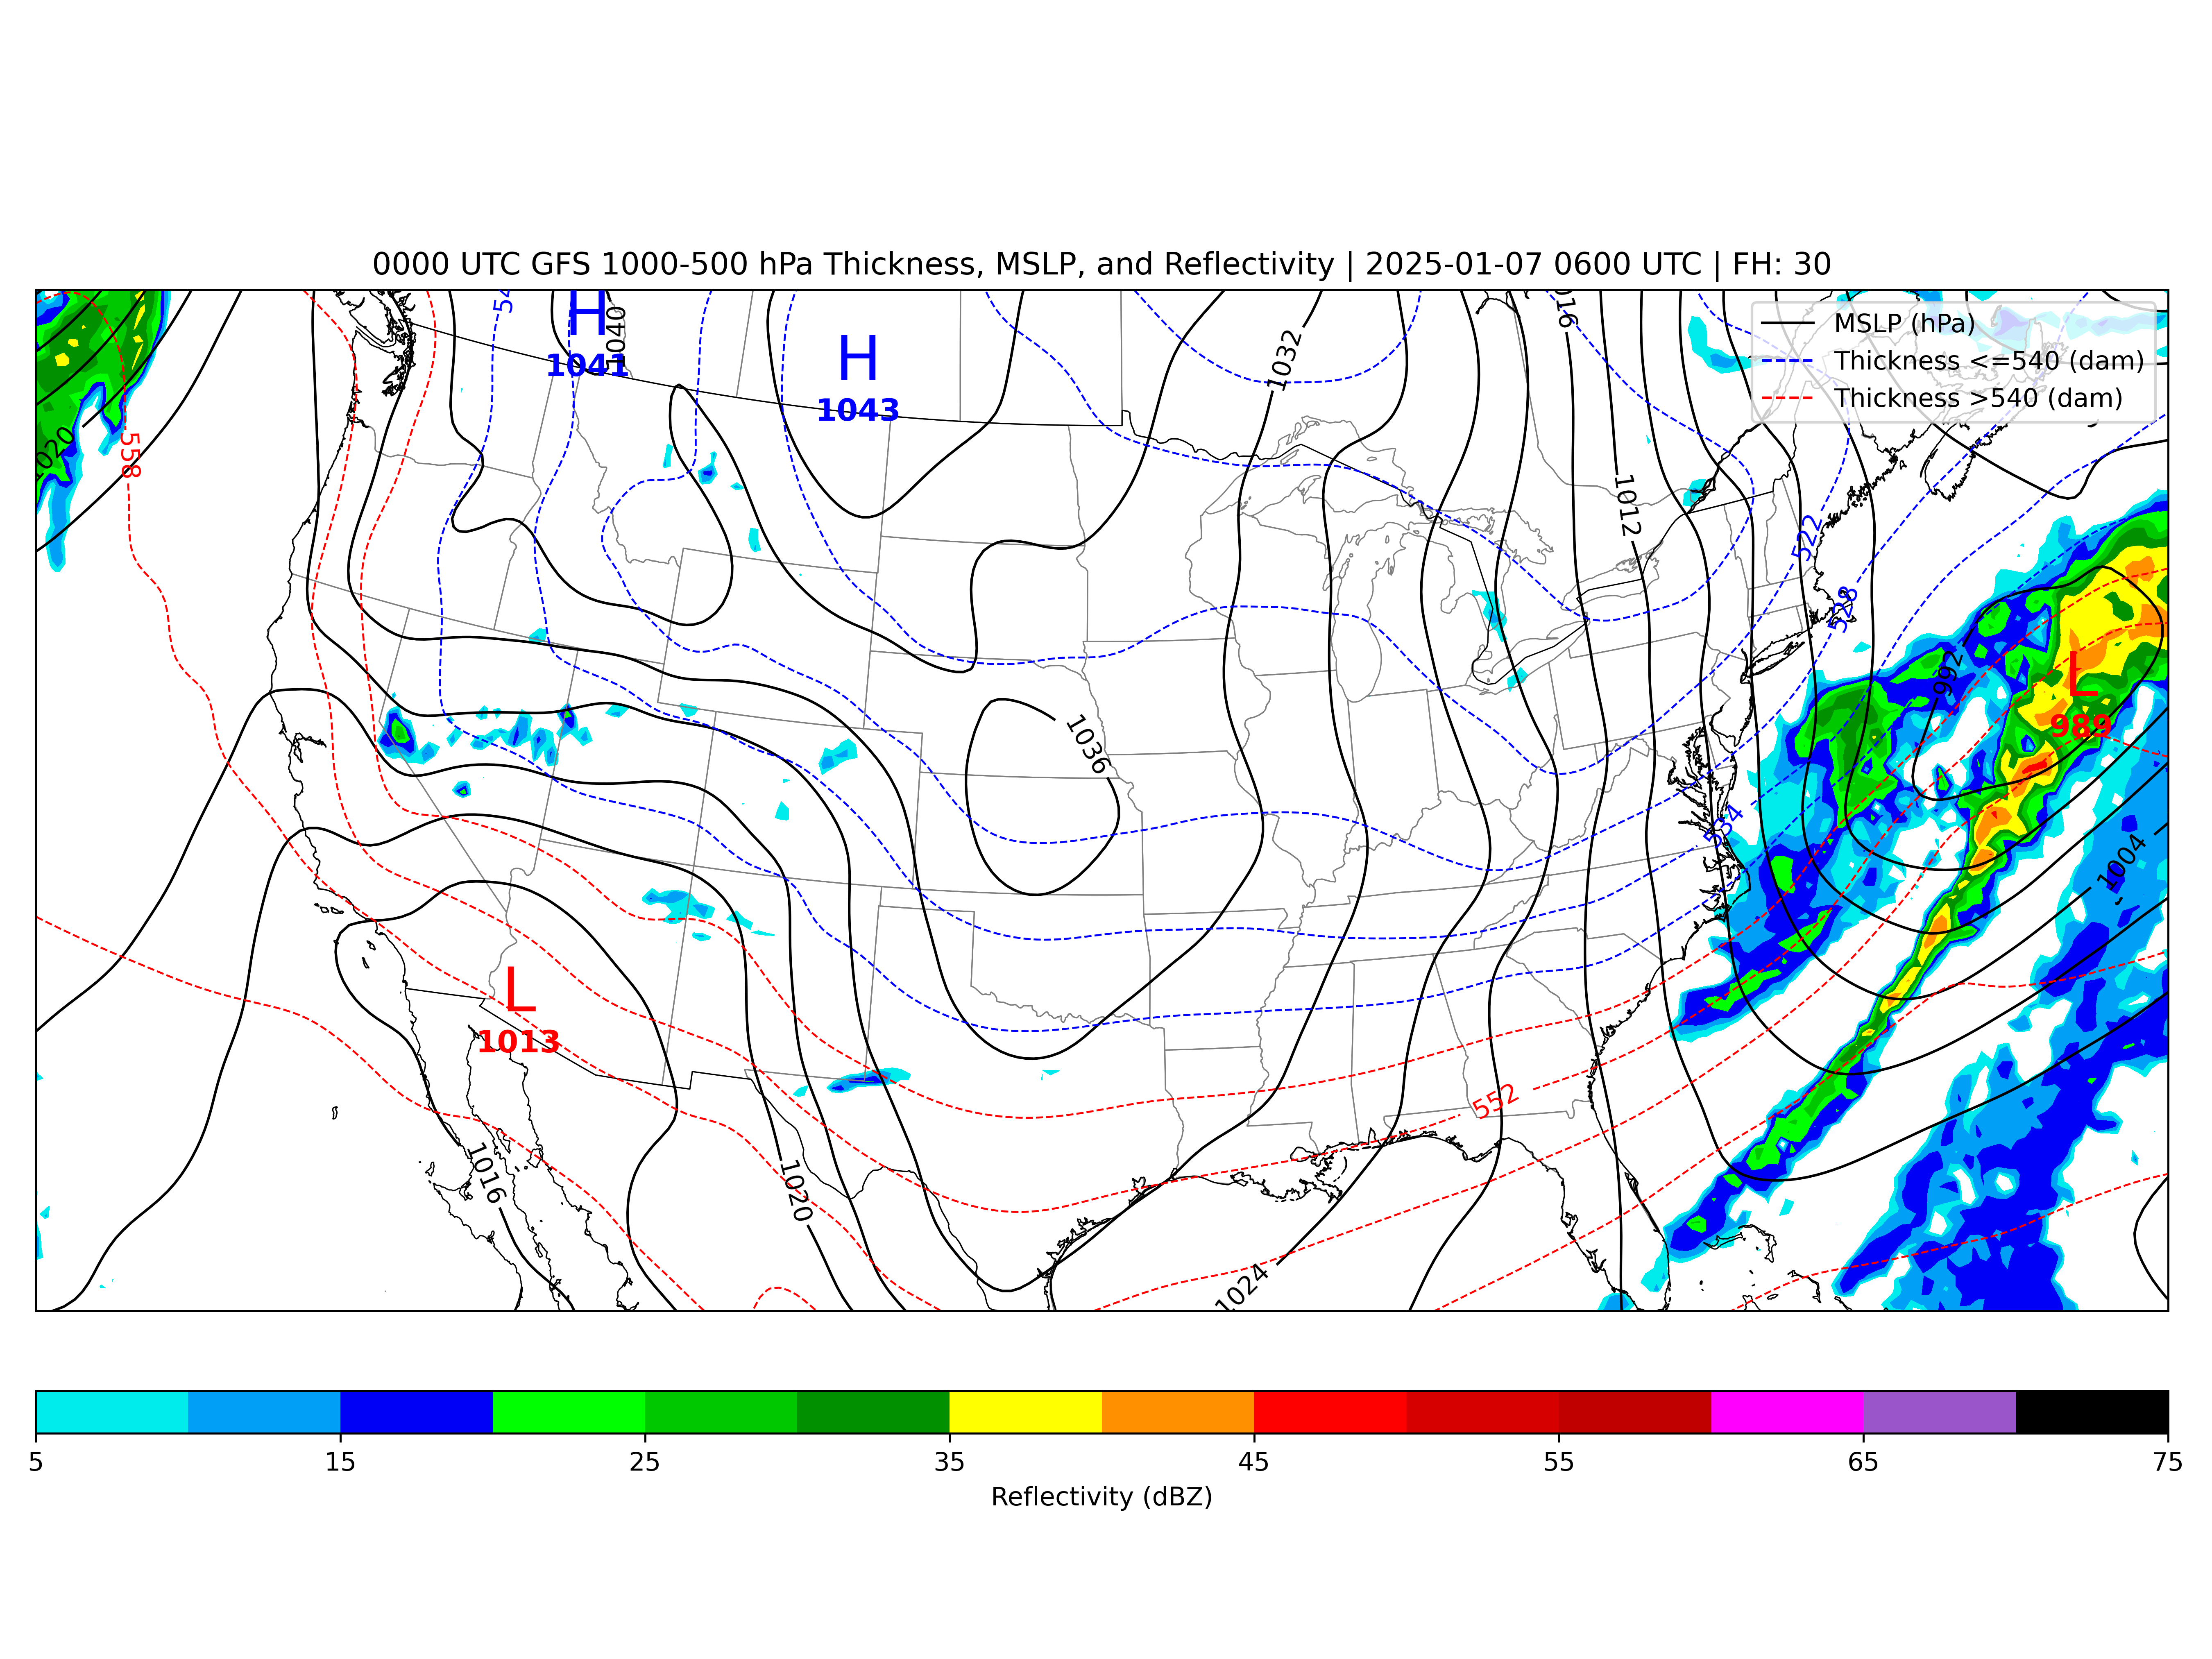 0000 UTC GFS 1000-500 hPa Thickness, MSLP, and Reflectivity | 2025-01-07 0600 UTC | FH: 30
MSLP (hPa)
Thickness <=540 (dam)
Thickness >540 (dam)
H
1041
1040
H
1043
1032
1020
558
1012
522
528
992
L
989
1036
534
1004
L
1013
552
1016
1020
1024
5 15 25 35 45 55 65 75
Reflectivity (dBZ)